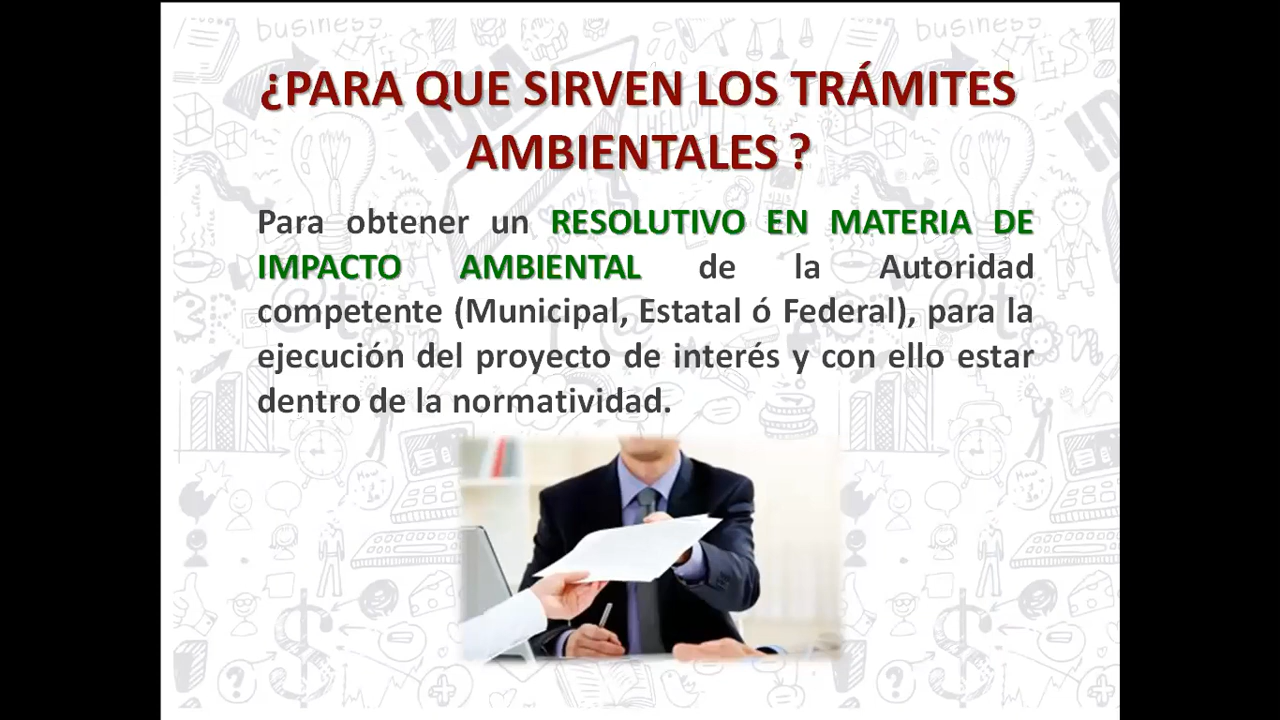 ¿PARA QUE SIRVEN LOS TRÁMITES
AMBIENTALES ?
Para obtener un RESOLUTIVO EN MATERIA DE
IMPACTO AMBIENTAL de la Autoridad
competente (Municipal, Estatal ó Federal), para la
ejecución del proyecto de interés y con ello estar
dentro de la normatividad.